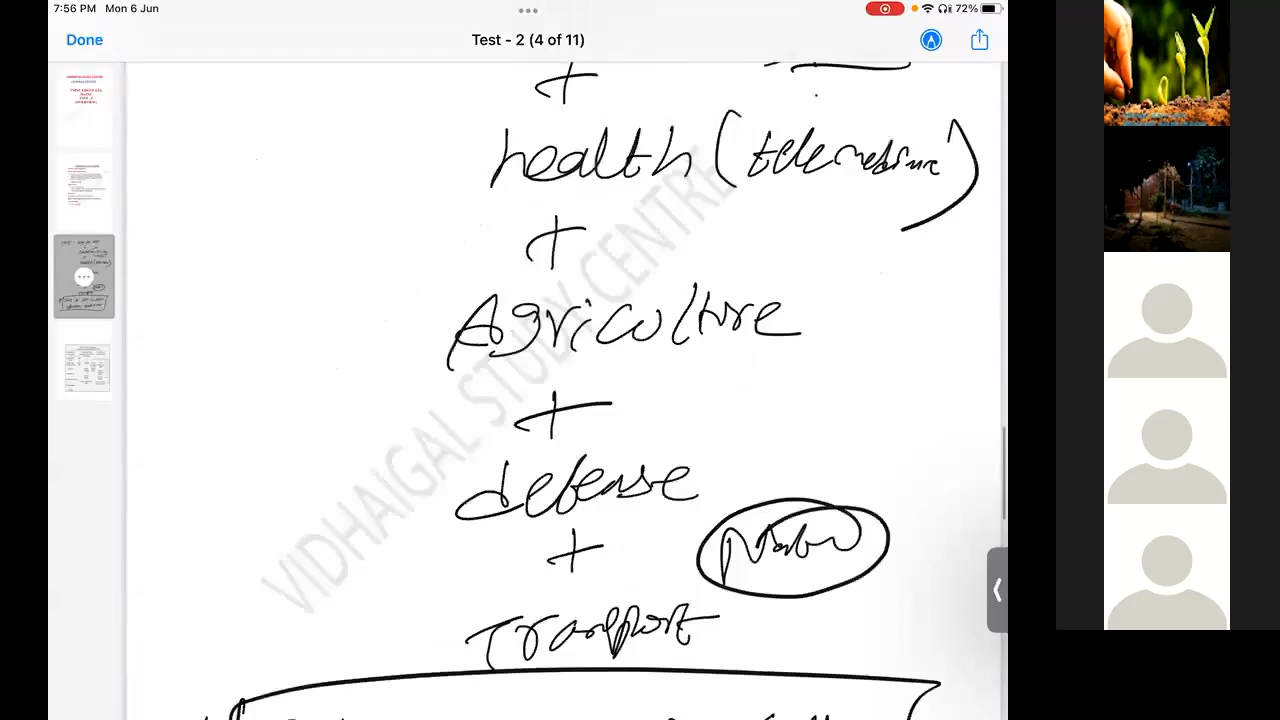 7:56 PM Mon 6 Jun
72%
Done
Test - 2 (4 of 11)
+
health (telemedicine)
+
Agriculture
+
defense
+
Transport
VIDHAIGAL STUDY CENTRE